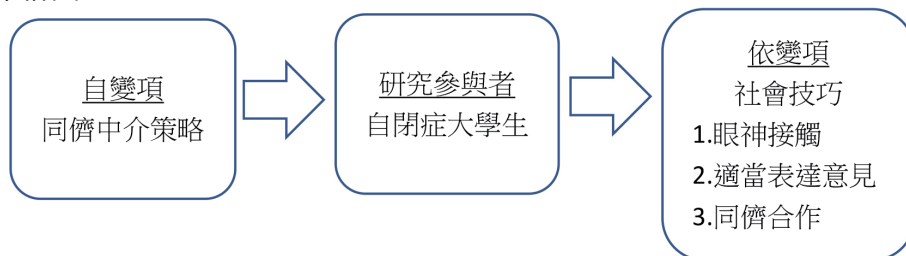 自變項
同儕中介策略
研究參與者
自閉症大學生
依變項
社會技巧
1.眼神接觸
2.適當表達意見
3.同儕合作